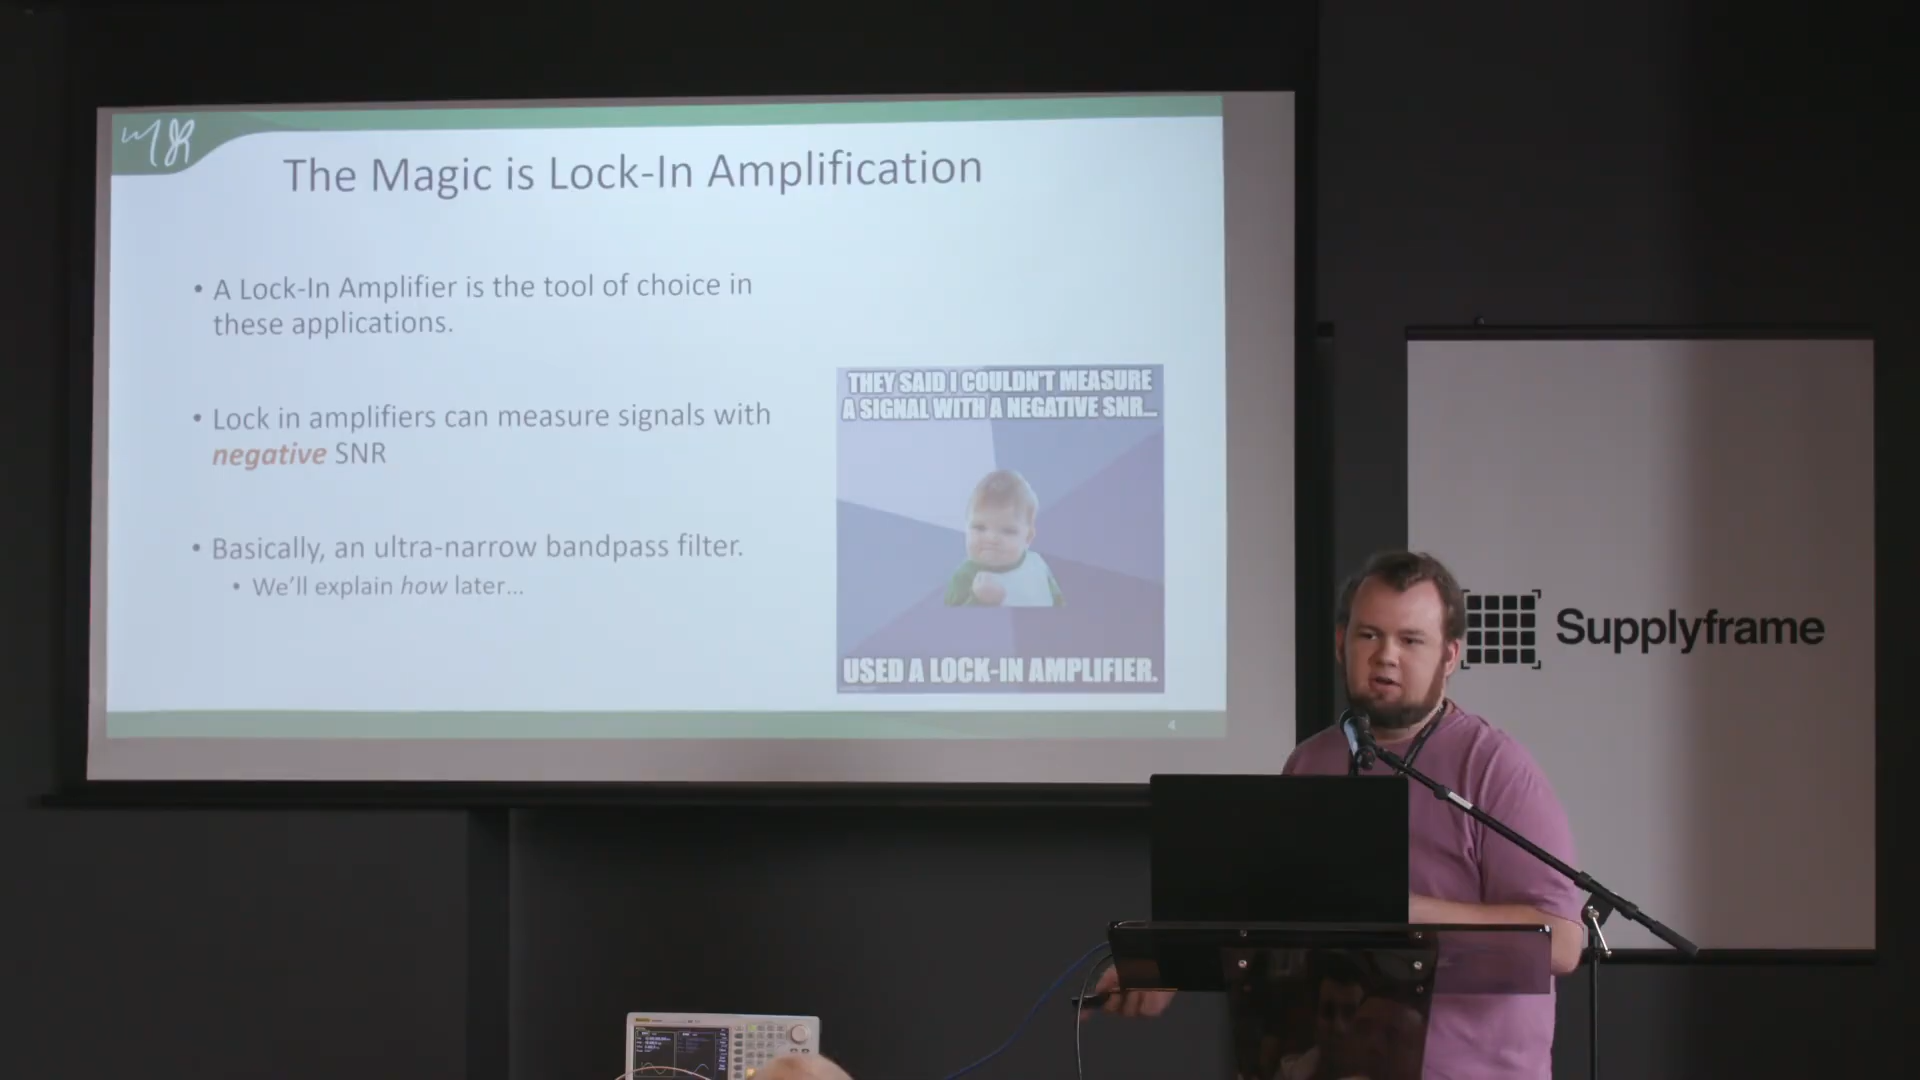 The Magic is Lock-In Amplification
• A Lock-In Amplifier is the tool of choice in
these applications.
• Lock in amplifiers can measure signals with
negative SNR
• Basically, an ultra-narrow bandpass filter.
• We'll explain how later...
THEY SAID I COULDN'T MEASURE
A SIGNAL WITH A NEGATIVE SNR...
USED A LOCK-IN AMPLIFIER.
4
Supplyframe